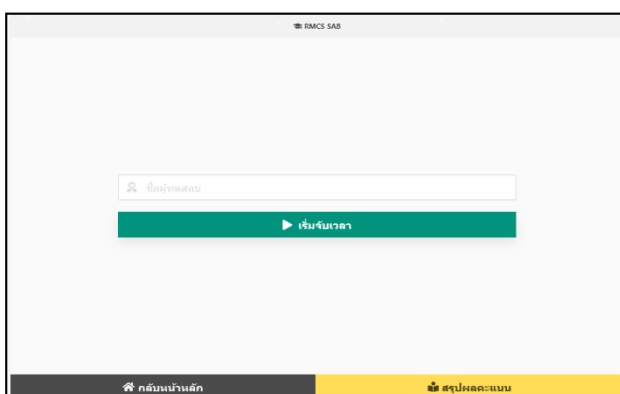 RMCS SAB
ชื่อผู้ทดสอบ
เริ่มจับเวลา
กลับหน้าหลัก
สรุปผลคะแนน